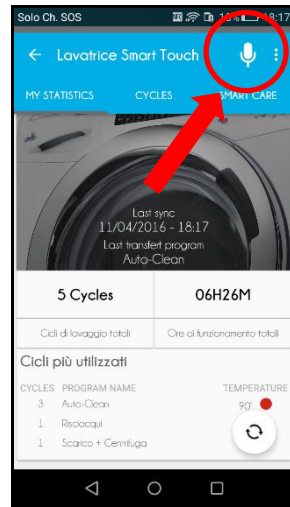 Solo Ch. SOS 18:17
Lavatrice Smart Touch
MY STATISTICS CYCLES SMART CARE
Last sync
11/04/2016 - 18:17
Last transfert program
Auto-Clean
5 Cycles 06H26M
Cicli di lavaggio totali Ore di funzionamento totali
Cicli più utilizzati
CYCLES PROGRAM NAME TEMPERATURE
3 Auto-Clean 90°
1 Risciacqui
1 Scarico + Centrifuga